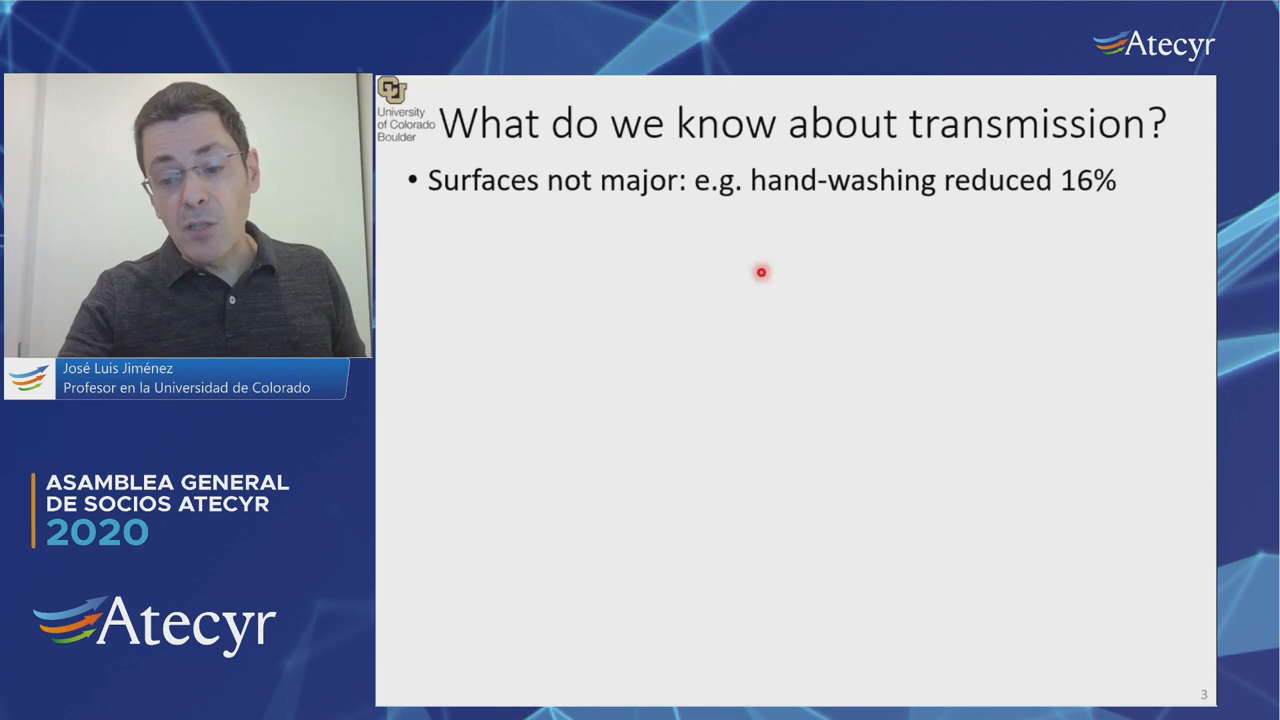 Atecyr
University
of Colorado
Boulder
What do we know about transmission?
• Surfaces not major: e.g. hand-washing reduced 16%
José Luis Jiménez
Profesor en la Universidad de Colorado
ASAMBLEA GENERAL
DE SOCIOS ATECYR
2020
Atecyr
3